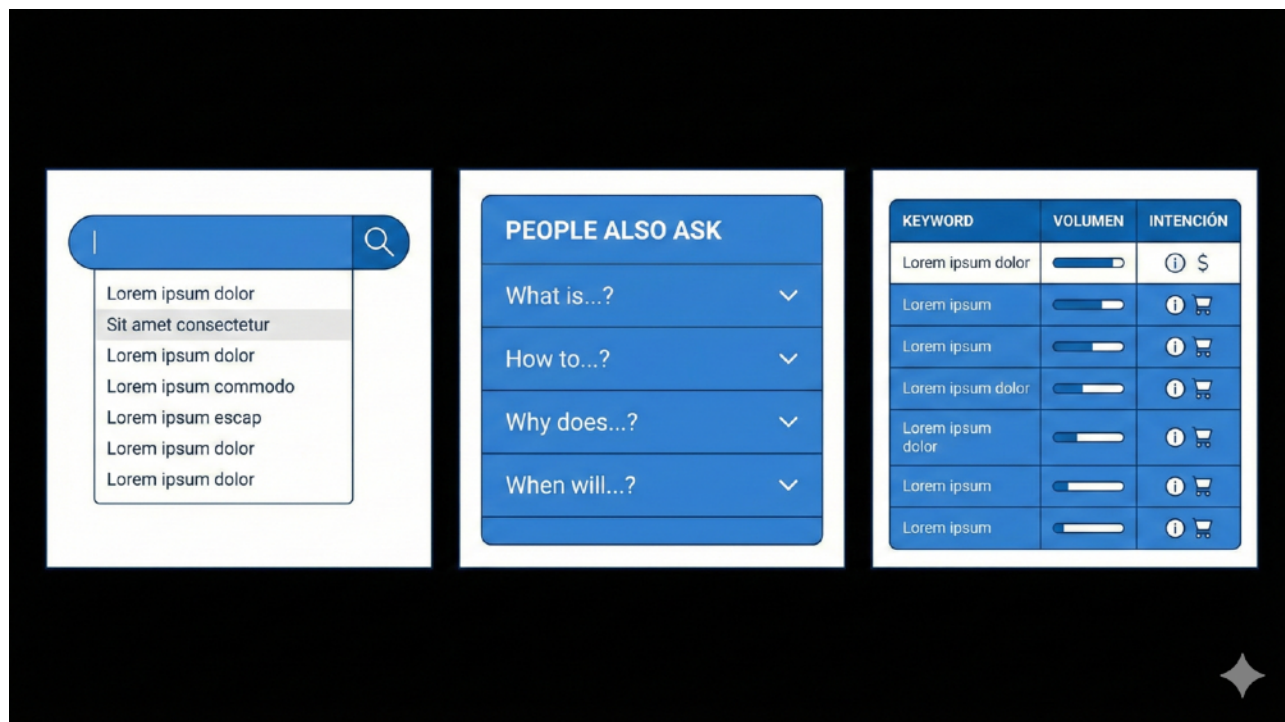 Lorem ipsum dolor
Sit amet consectetur
Lorem ipsum dolor
Lorem ipsum commodo
Lorem ipsum escap
Lorem ipsum dolor
Lorem ipsum dolor
PEOPLE ALSO ASK
What is...?
How to...?
Why does...?
When will...?
KEYWORD VOLUMEN INTENCIÓN
Lorem ipsum dolor $
Lorem ipsum
Lorem ipsum
Lorem ipsum dolor
Lorem ipsum
dolor
Lorem ipsum
Lorem ipsum